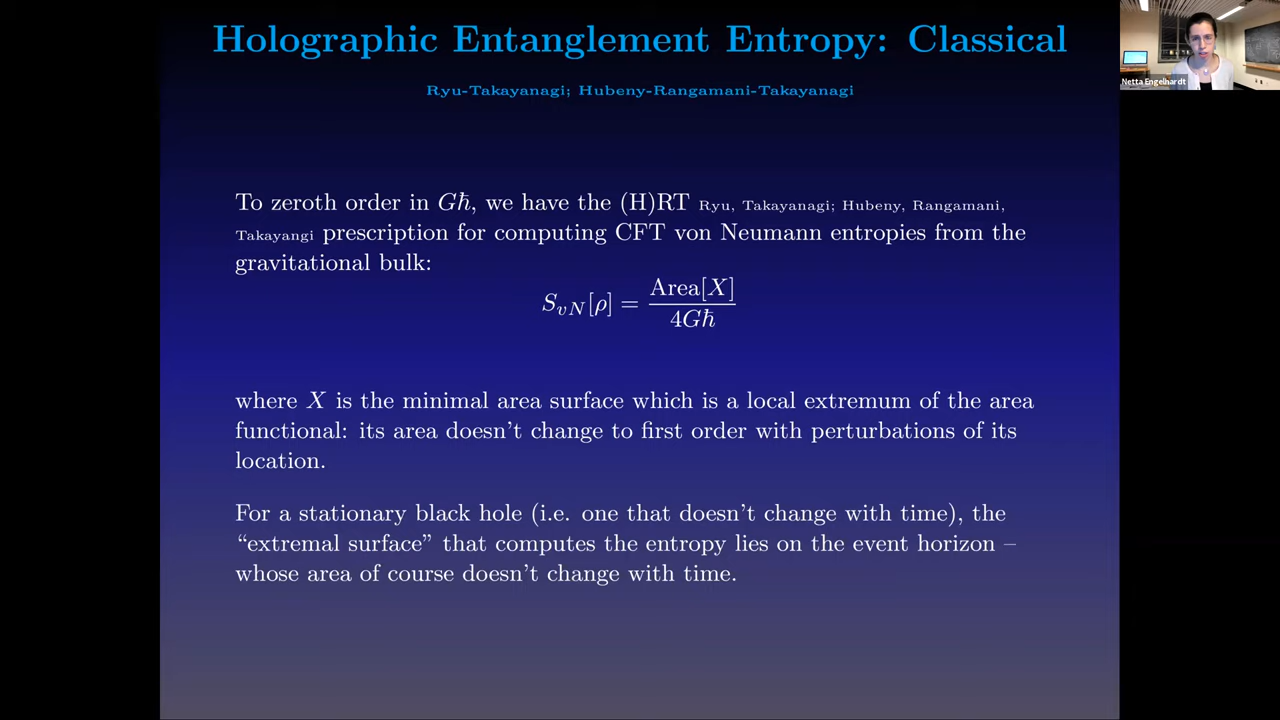 Holographic Entanglement Entropy: Classical
Ryu-Takayanagi; Hubeny-Rangamani-Takayanagi
Netta Engelhardt
To zeroth order in Għ, we have the (H)RT Ryu, Takayanagi; Hubeny, Rangamani,
Takayangi prescription for computing CFT von Neumann entropies from the
gravitational bulk:
S_{vN}[ρ] = Area[X] / 4Għ
where X is the minimal area surface which is a local extremum of the area
functional: its area doesn't change to first order with perturbations of its
location.
For a stationary black hole (i.e. one that doesn't change with time), the
“extremal surface” that computes the entropy lies on the event horizon –
whose area of course doesn't change with time.